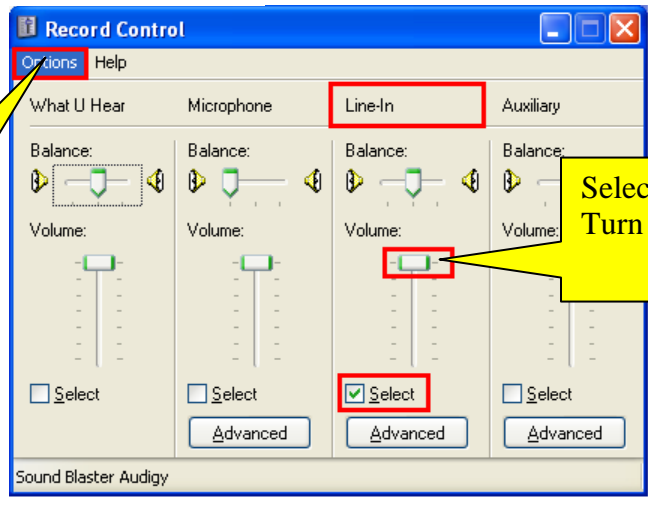 Record Control
Options Help
What U Hear Microphone Line-In Auxiliary
Balance: Balance: Balance: Balance:
Selec
Turn
Volume: Volume: Volume: Volume:
Select Select Select Select
Advanced Advanced Advanced
Sound Blaster Audigy